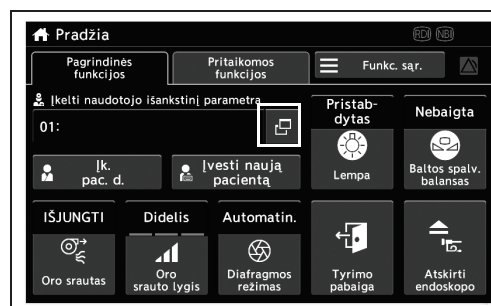 Pradžia
RDI NBI
Pagrindinės
funkcijos
Pritaikomos
funkcijos
Funkc. sąr.
Įkelti naudotojo išankstinį parametrą
01:
Įk.
pac. d.
Įvesti naują
pacientą
Pristab-
dytas
Lempa
Nebaigta
Baltos spalv.
balansas
IŠJUNGTI
Oro srautas
Didelis
Oro
srauto lygis
Automatin.
Diafragmos
režimas
Tyrimo
pabaiga
Atskirti
endoskopo